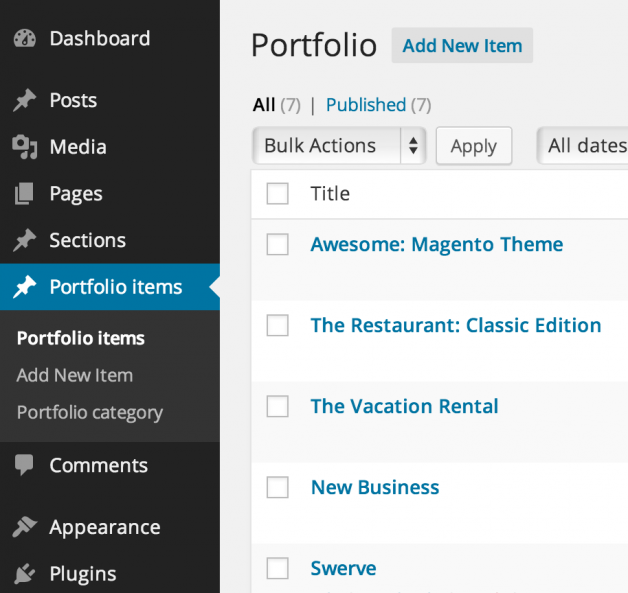 Dashboard
Posts
Media
Pages
Sections
Portfolio items
Portfolio items
Add New Item
Portfolio category
Comments
Appearance
Plugins
Portfolio Add New Item
All (7) | Published (7)
Bulk Actions Apply All dates
Title
Awesome: Magento Theme
The Restaurant: Classic Edition
The Vacation Rental
New Business
Swerve